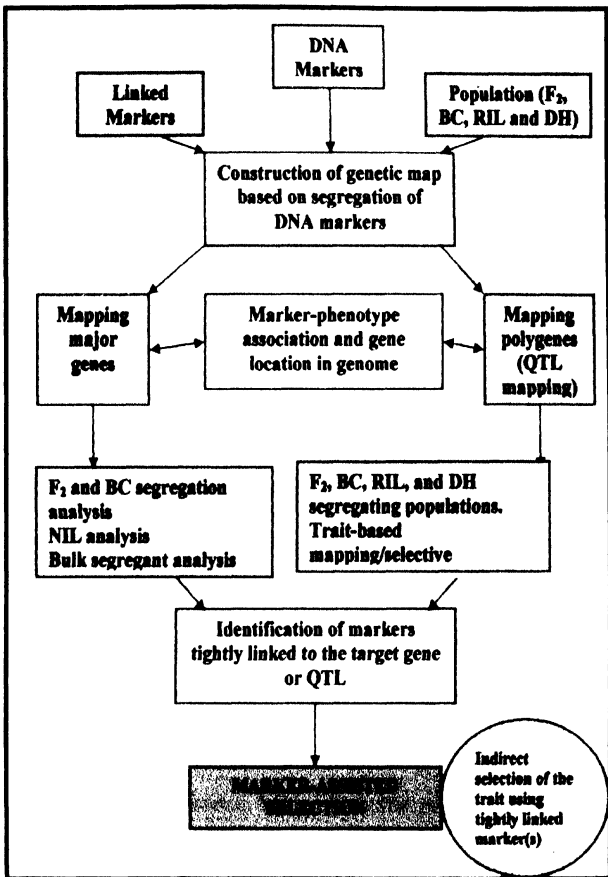 DNA
Markers
Linked
Markers
Population (F₂,
BC, RIL and DH)
Construction of genetic map
based on segregation of
DNA markers
Mapping
major
genes
Marker-phenotype
association and gene
location in genome
Mapping
polygenes
(QTL
mapping)
F₂ and BC segregation
analysis
NIL analysis
Bulk segregant analysis
F₂, BC, RIL, and DH
segregating populations.
Trait-based
mapping/selective
Identification of markers
tightly linked to the target gene
or QTL
MARKER-ASSISTED
SELECTION
Indirect
selection of the
trait using
tightly linked
marker(s)